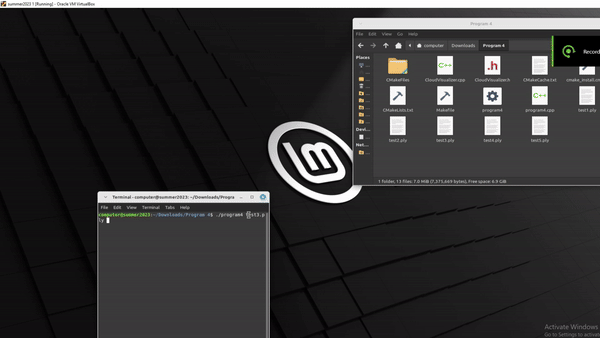 summer2023 1 [Running] - Oracle VM VirtualBox
File Edit View Go Help
computer Downloads Program 4
Places
Devi...
Net...
CMakeFiles CloudVisualizer.cpp CloudVisualizer.h CMakeCache.txt cmake_install.cm
CMakeLists.txt Makefile program4 program4.cpp test1.ply
test2.ply test3.ply test4.ply test5.ply
1 folder, 13 files: 7.0 MiB (7,375,469 bytes), Free space: 6.9 GiB
Record
Program 4
Terminal - computer@summer2023: ~/Downloads/Progra
File Edit View Terminal Tabs Help
computer@summer2023:~/Downloads/Program 4$ ./program4 test3.p
ly
Activate Windows
Go to Settings to activate